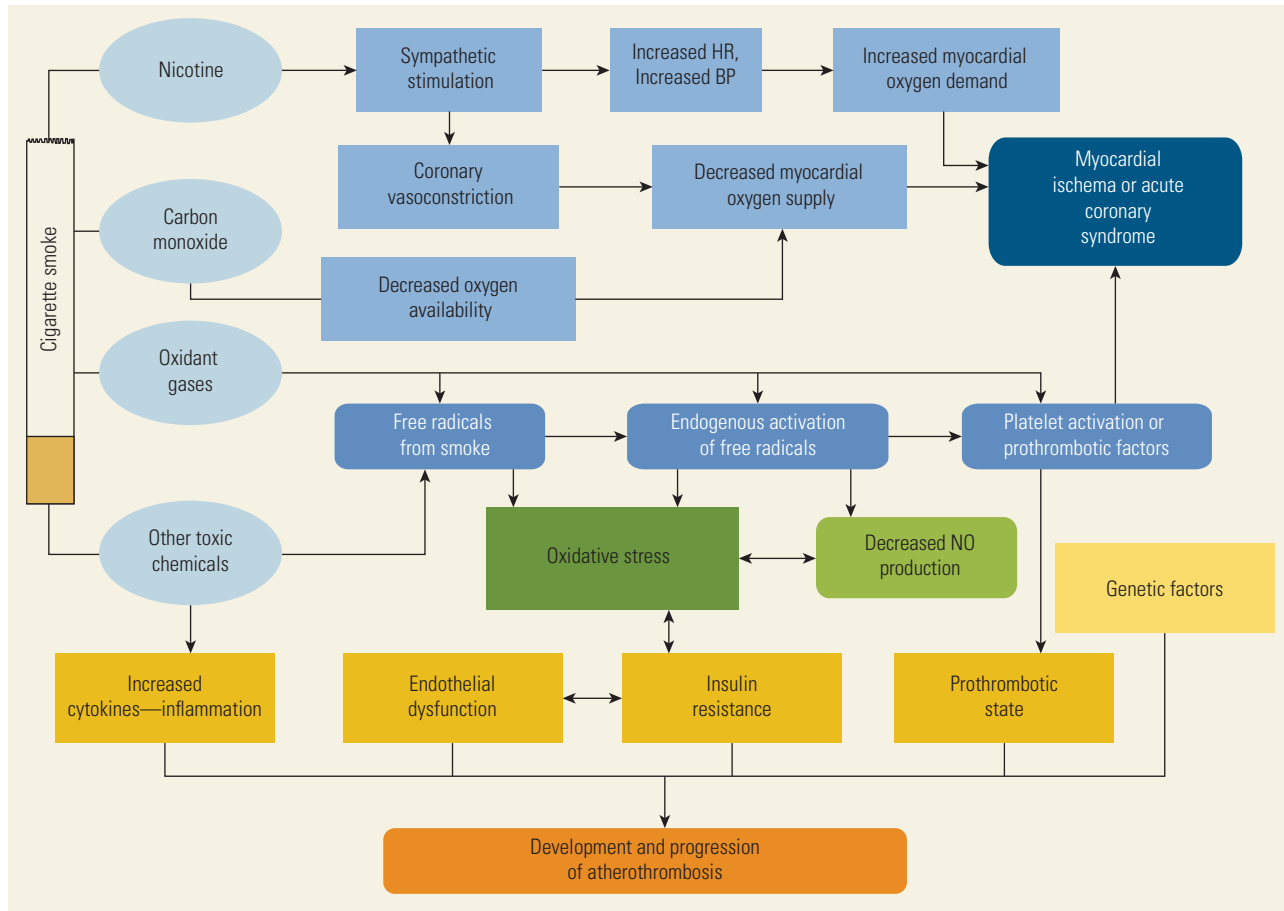 Nicotine
Sympathetic
stimulation
Increased HR,
Increased BP
Increased myocardial
oxygen demand
Cigarette smoke
Carbon
monoxide
Coronary
vasoconstriction
Decreased myocardial
oxygen supply
Myocardial
ischema or acute
coronary
syndrome
Decreased oxygen
availability
Oxidant
gases
Free radicals
from smoke
Endogenous activation
of free radicals
Platelet activation or
prothrombotic factors
Other toxic
chemicals
Oxidative stress
Decreased NO
production
Genetic factors
Increased
cytokines—inflammation
Endothelial
dysfunction
Insulin
resistance
Prothrombotic
state
Development and progression
of atherothrombosis